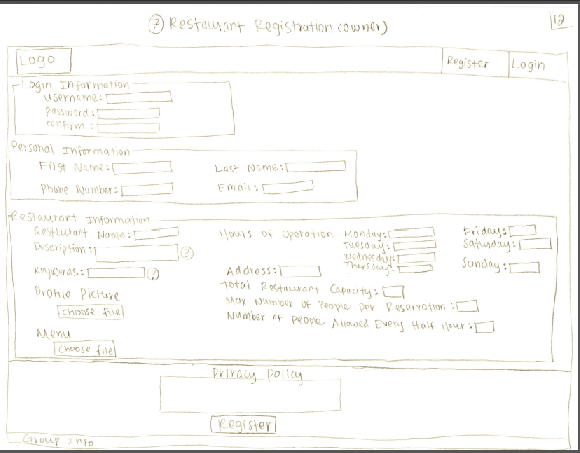 7 Restaurant Registration (owner)
12
Logo
Register
Login
Login Information
username:
password:
confirm:
Personal Information
First Name:
Last Name:
Phone Number:
Email:
Restaurant Information
Restaurant Name:
Description: ?
Keywords: ?
Profile Picture
choose file
Menu
choose file
Hours of Operation Monday:
Tuesday:
Wednesday:
Thursday:
Friday:
Saturday:
Sunday:
Address:
Total Restaurant Capacity:
Max Number of People per Reservation:
Number of People Allowed Every Half Hour:
Privacy Policy
Register
Group Info